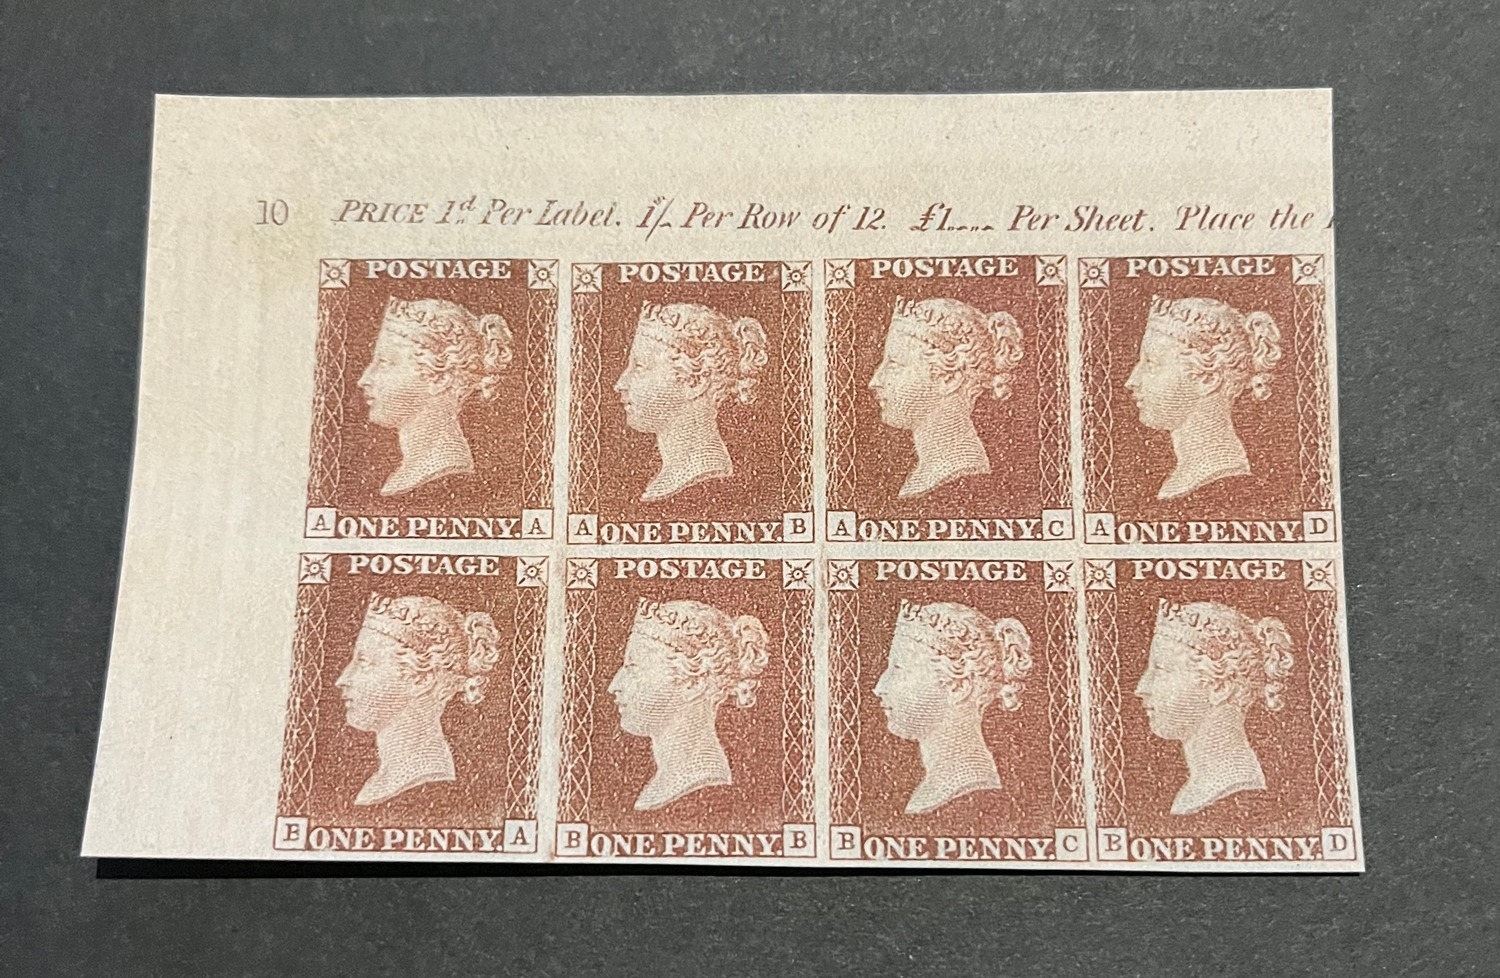 10 PRICE 1d Per Label. 1/- Per Row of 12. £1.... Per Sheet. Place the
POSTAGE POSTAGE POSTAGE POSTAGE
A ONE PENNY. A A ONE PENNY. B A ONE PENNY. C A ONE PENNY. D
POSTAGE POSTAGE POSTAGE POSTAGE
B ONE PENNY. A B ONE PENNY. B B ONE PENNY. C B ONE PENNY. D